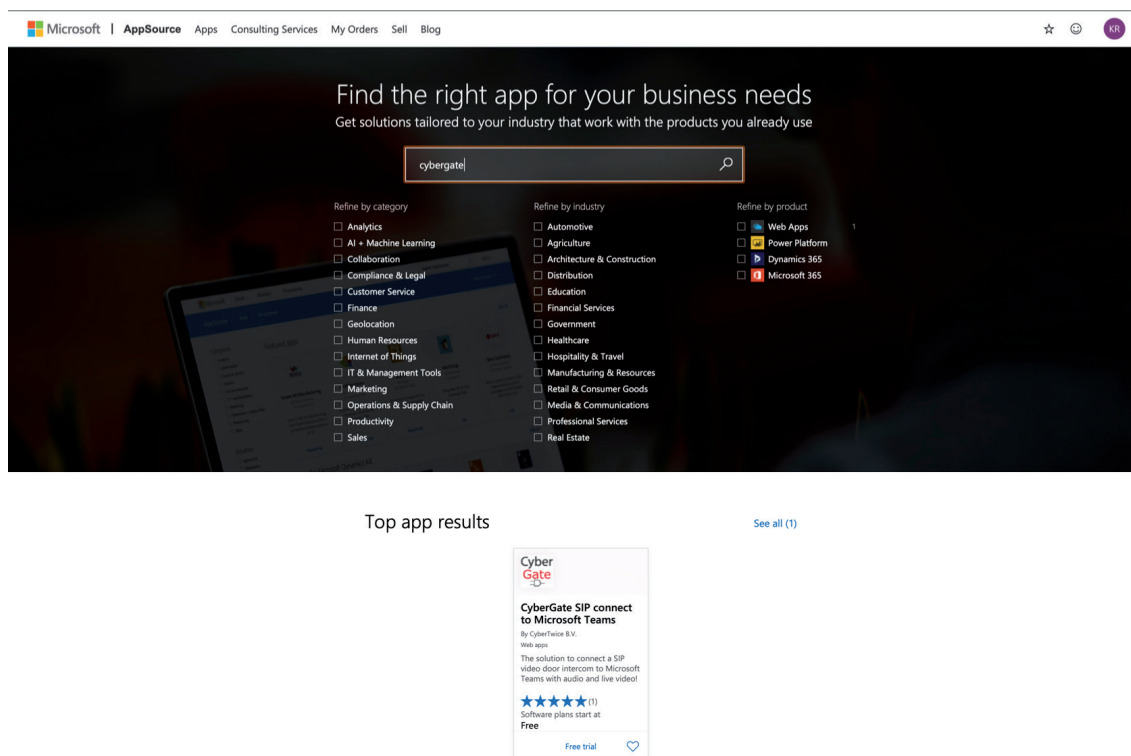 Microsoft | AppSource Apps Consulting Services My Orders Sell Blog KR
Find the right app for your business needs
Get solutions tailored to your industry that work with the products you already use
cybergate
Refine by category
Analytics
AI + Machine Learning
Collaboration
Compliance & Legal
Customer Service
Finance
Geolocation
Human Resources
Internet of Things
IT & Management Tools
Marketing
Operations & Supply Chain
Productivity
Sales
Refine by industry
Automotive
Agriculture
Architecture & Construction
Distribution
Education
Financial Services
Government
Healthcare
Hospitality & Travel
Manufacturing & Resources
Retail & Consumer Goods
Media & Communications
Professional Services
Real Estate
Refine by product
Web Apps 1
Power Platform
Dynamics 365
Microsoft 365
Top app results
See all (1)
Cyber
Gate
CyberGate SIP connect
to Microsoft Teams
By CyberTwice B.V.
Web apps
The solution to connect a SIP
video door intercom to Microsoft
Teams with audio and live video!
(1)
Software plans start at
Free
Free trial